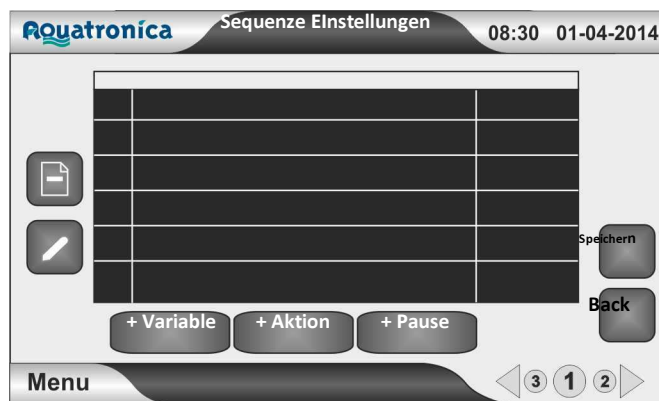 Aquatronica Sequenze EInstellungen 08:30 01-04-2014
Speichern
Back
+ Variable + Aktion + Pause
Menu 3 1 2